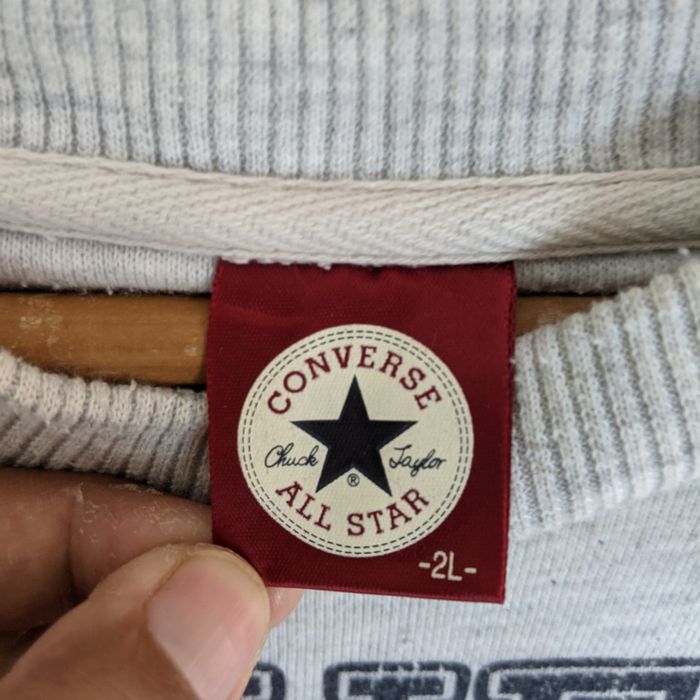 CONVERSE
Chuck Taylor
®
ALL STAR
-2L-